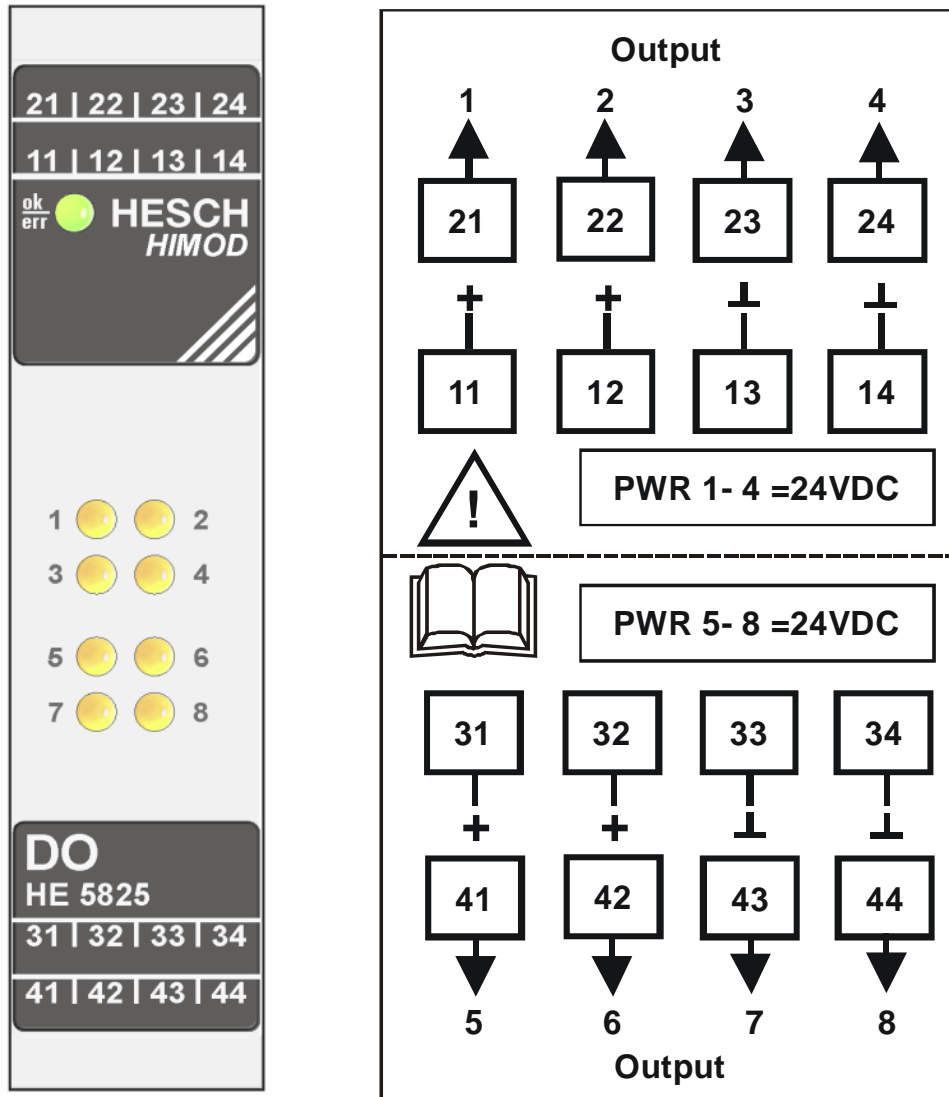 21 | 22 | 23 | 24
11 | 12 | 13 | 14
ok
err
HESCH
HIMOD
1 2
3 4
5 6
7 8
DO
HE 5825
31 | 32 | 33 | 34
41 | 42 | 43 | 44
Output
1 2 3 4
21 22 23 24
+ + ⊥ ⊥
11 12 13 14
!
PWR 1- 4 =24VDC
PWR 5- 8 =24VDC
31 32 33 34
+ + ⊥ ⊥
41 42 43 44
5 6 7 8
Output